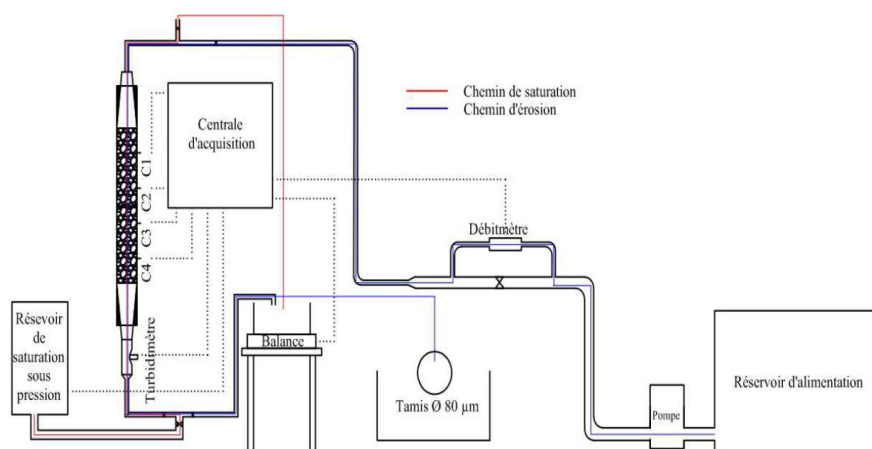 Chemin de saturation
Chemin d'érosion
Centrale
d'acquisition
C1
C2
C3
C4
Débitmètre
Résevoir
de
saturation
sous
pression
Turbidimètre
Balance
Tamis Ø 80 µm
Pompe
Réservoir d'alimentation